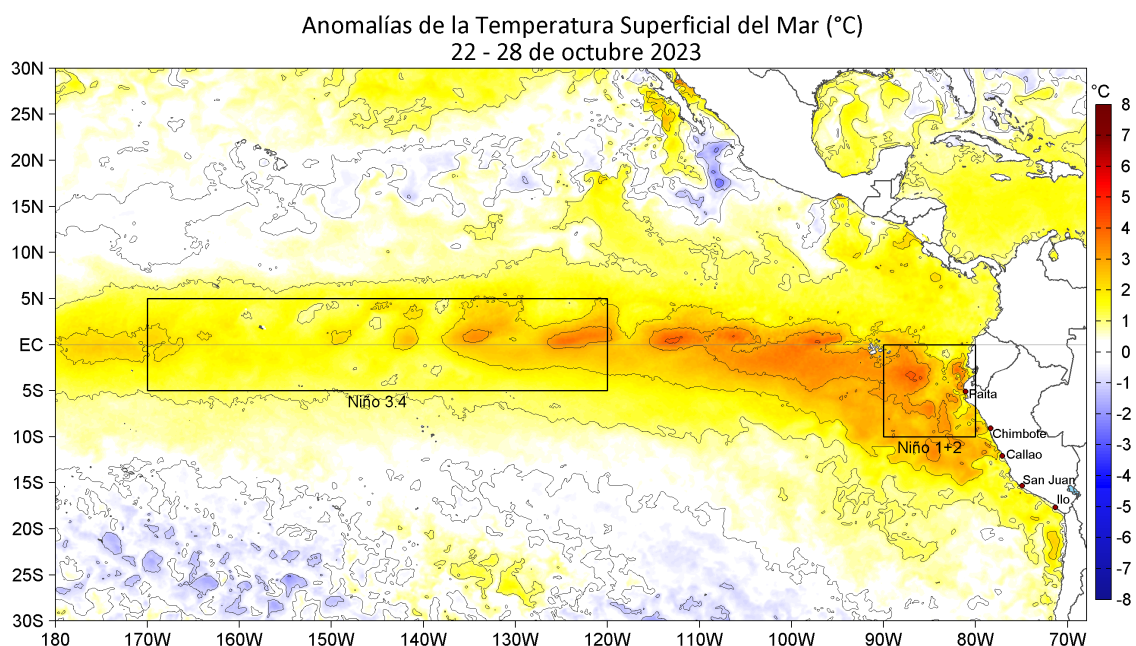 Anomalías de la Temperatura Superficial del Mar (°C)
22 - 28 de octubre 2023
30N
25N
20N
15N
10N
5N
EC
5S
10S
15S
20S
25S
30S
180
170W
160W
150W
140W
130W
120W
110W
100W
90W
80W
70W
Niño 3.4
Niño 1+2
Paita
Chimbote
Callao
San Juan
Ilo
°C
8
7
6
5
4
3
2
1
0
-1
-2
-3
-4
-5
-6
-7
-8